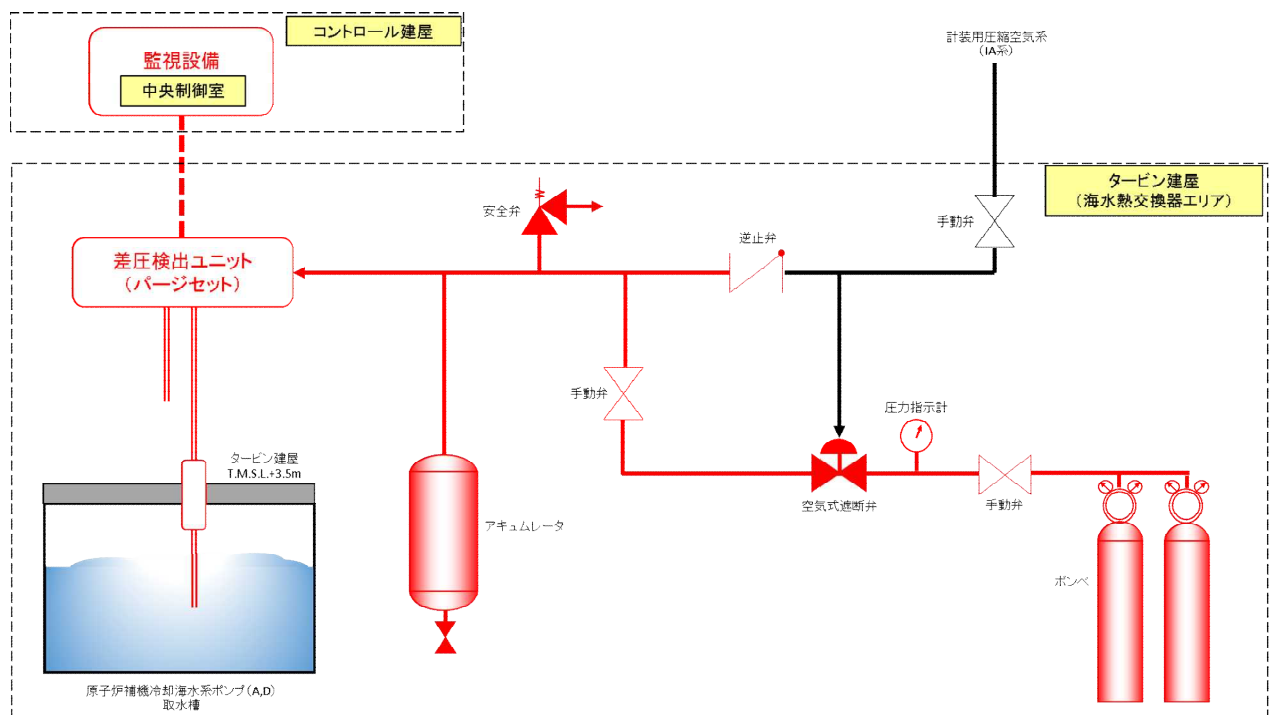 コントロール建屋
監視設備
中央制御室
計装用圧縮空気系
（IA系）
タービン建屋
（海水熱交換器エリア）
安全弁
W
手動弁
逆止弁
差圧検出ユニット
（パージセット）
手動弁
圧力指示計
タービン建屋
T.M.S.L.+3.5m
空気式遮断弁
手動弁
アキュムレータ
ボンベ
原子炉補機冷却海水系ポンプ（A,D）
取水槽